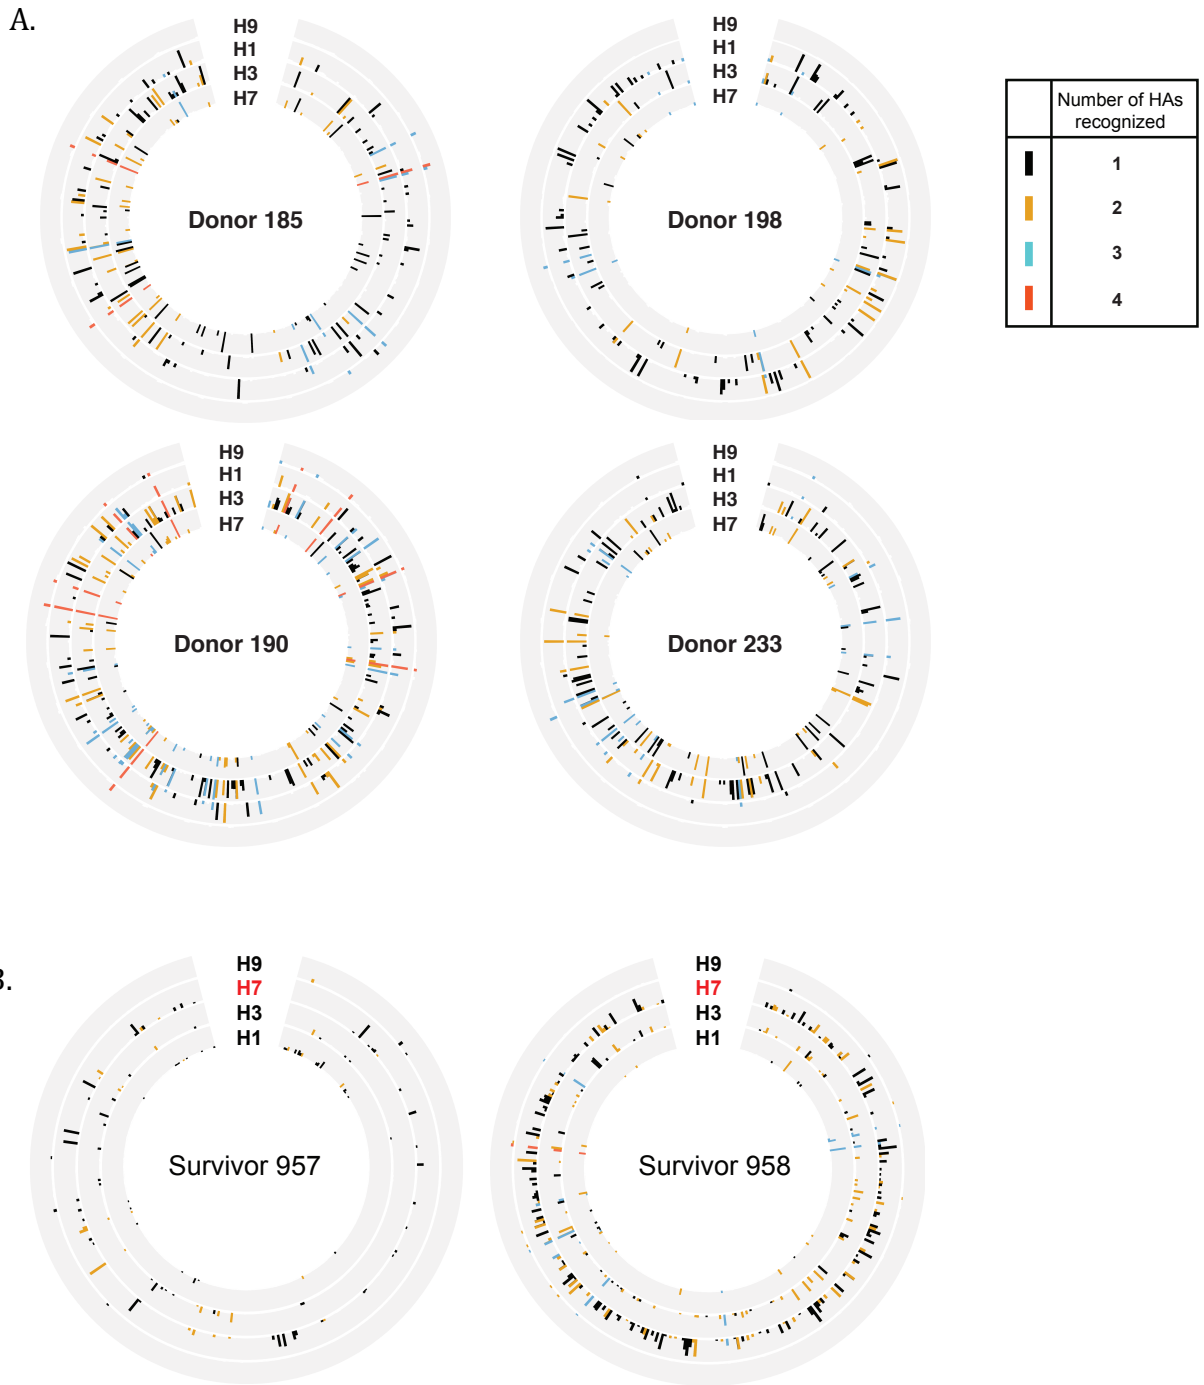 A.
H9
H1
H3
H7
Donor 185
H9
H1
H3
H7
Donor 198
Number of HAs
recognized
1
2
3
4
H9
H1
H3
H7
Donor 190
H9
H1
H3
H7
Donor 233
B.
H9
H7
H3
H1
Survivor 957
H9
H7
H3
H1
Survivor 958